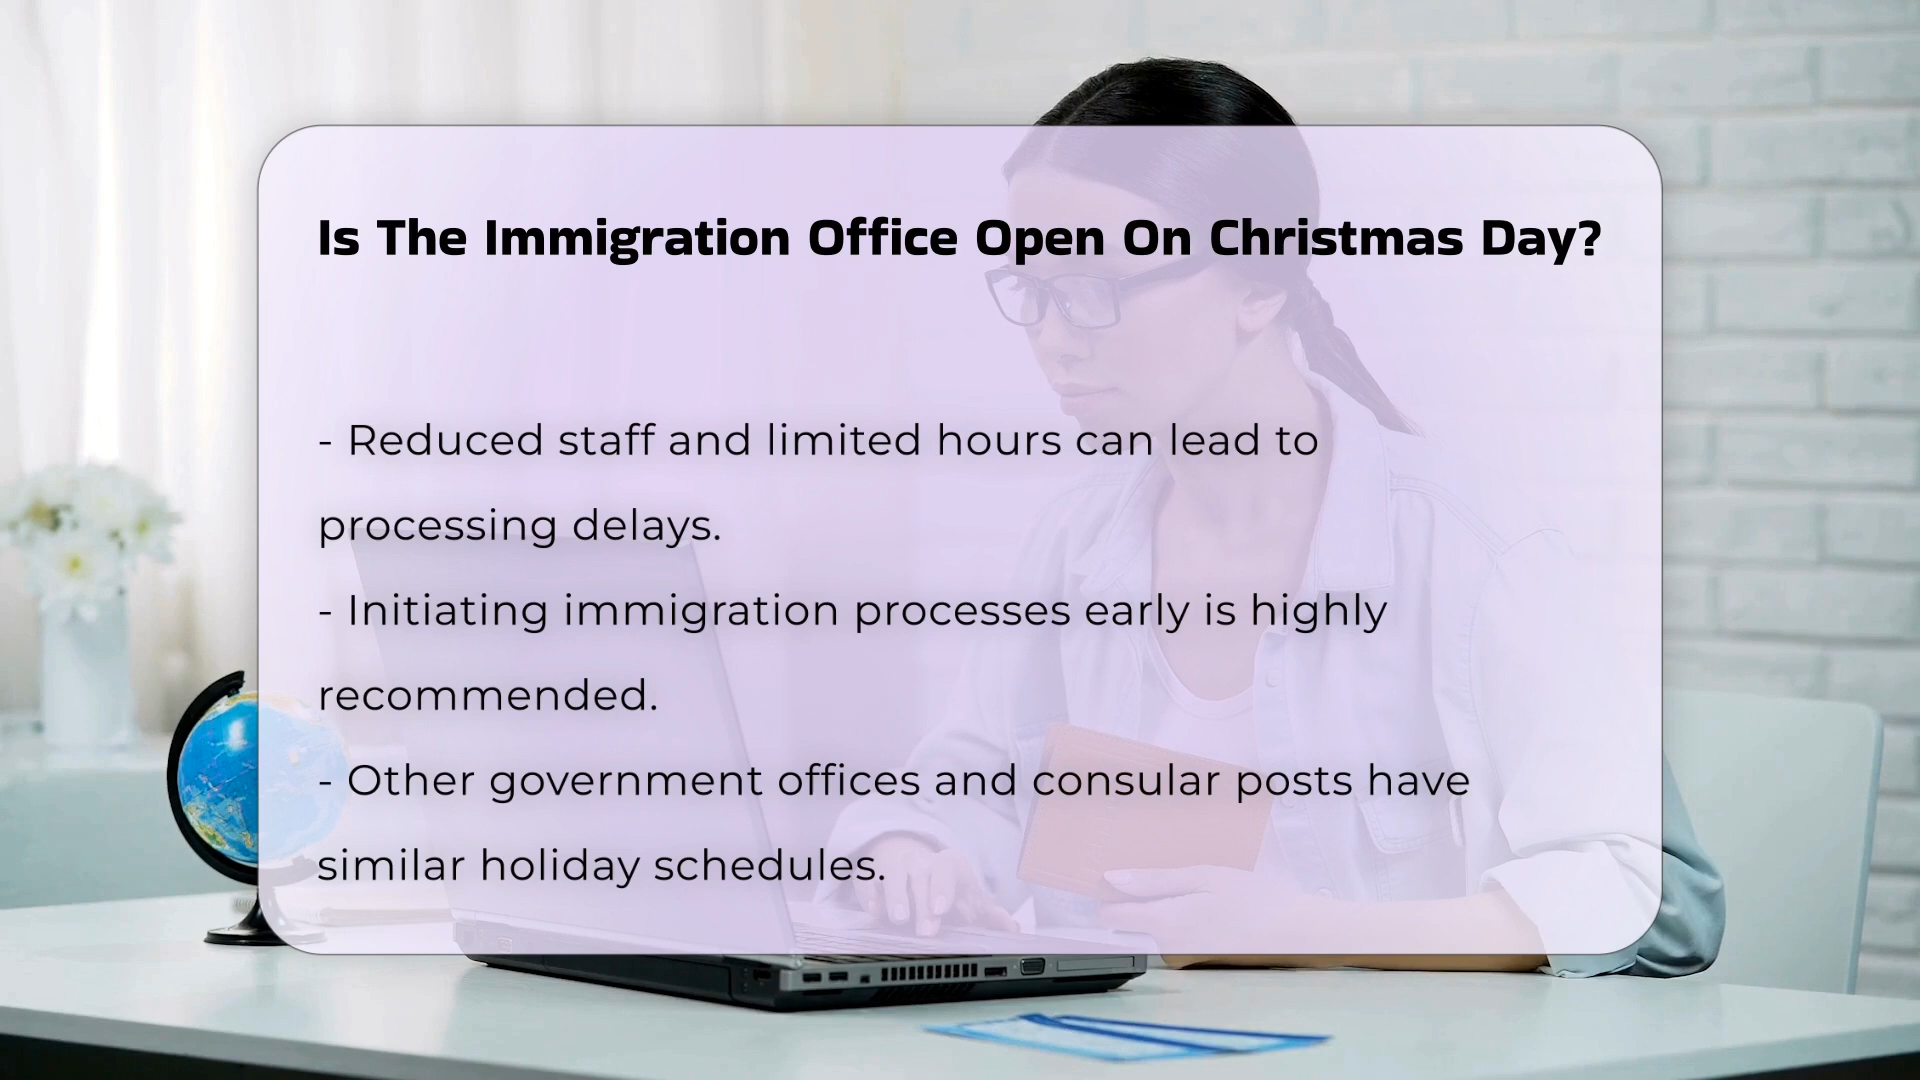 Is The Immigration Office Open On Christmas Day?
- Reduced staff and limited hours can lead to
processing delays.
- Initiating immigration processes early is highly
recommended.
- Other government offices and consular posts have
similar holiday schedules.